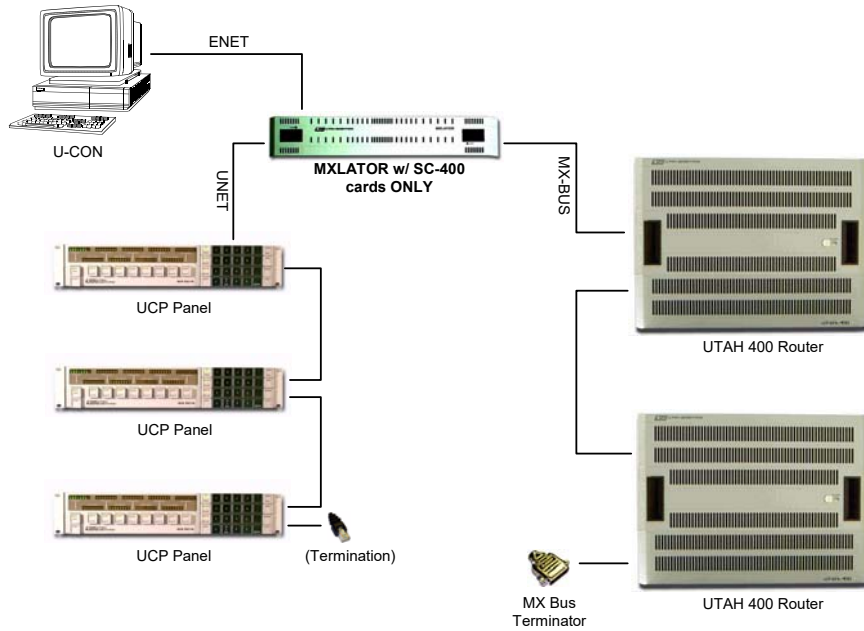 ENET
U-CON
MXLATOR w/ SC-400
cards ONLY
UNET
MX-BUS
UCP Panel
UTAH 400 Router
UCP Panel
UCP Panel
(Termination)
MX Bus
Terminator
UTAH 400 Router